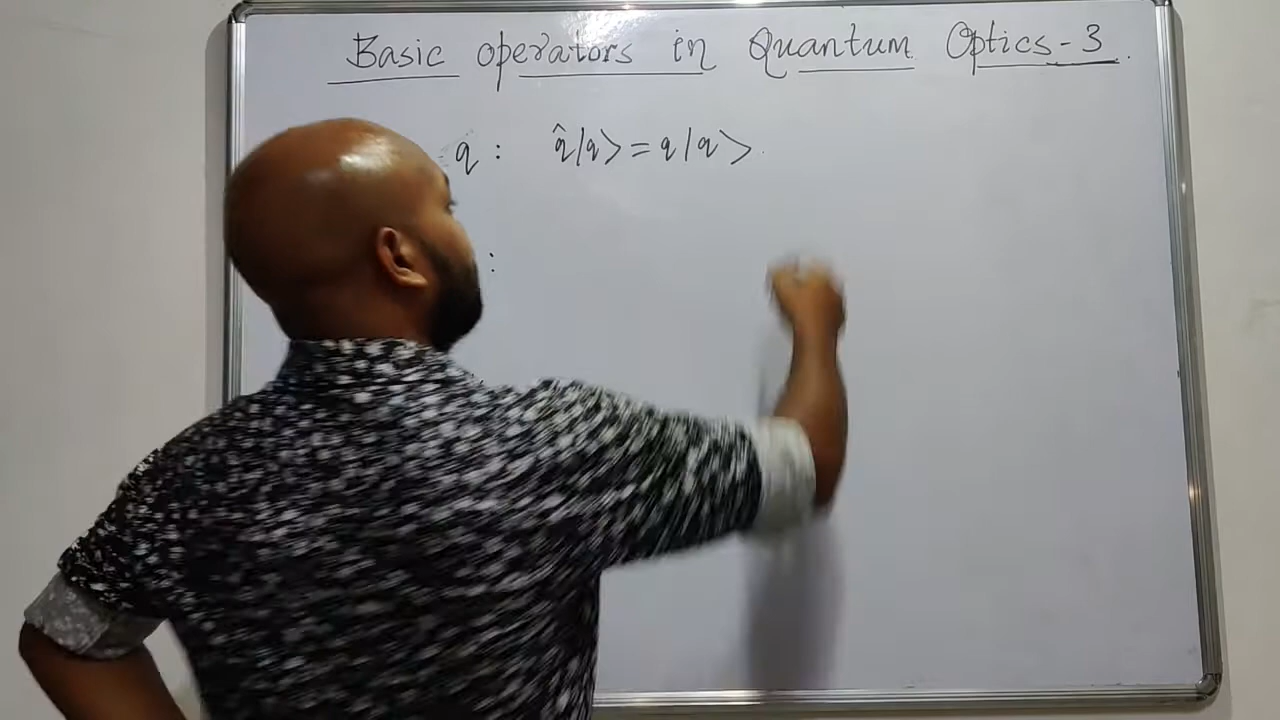 Basic operators in Quantum Optics - 3
q : q̂|q> = q|q>
: